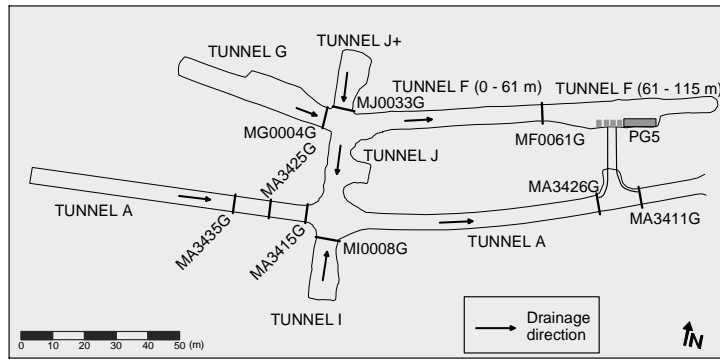 TUNNEL G
TUNNEL J+
TUNNEL F (0 - 61 m)
TUNNEL F (61 - 115 m)
MJ0033G
MG0004G
MF0061G
PG5
MA3425G
TUNNEL J
TUNNEL A
MA3435G
MA3415G
MI0008G
TUNNEL A
MA3426G
MA3411G
TUNNEL I
0 10 20 30 40 50 (m)
Drainage
direction
N